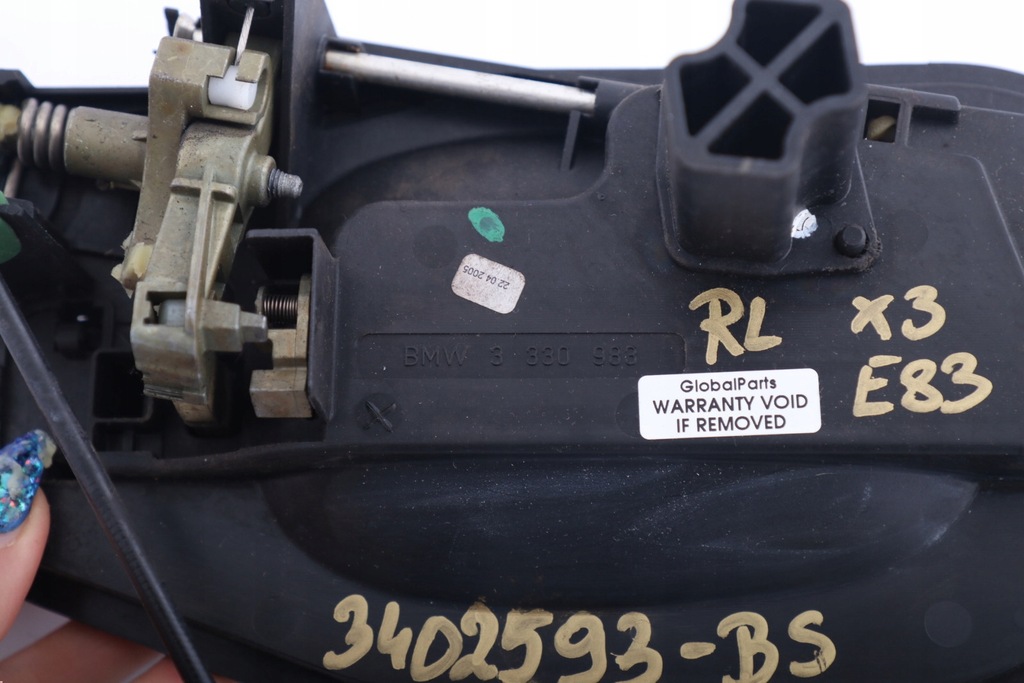 22.04.2005
BMW 3 330 983
RL
X3
E83
GlobalParts
WARRANTY VOID
IF REMOVED
3402593-BS